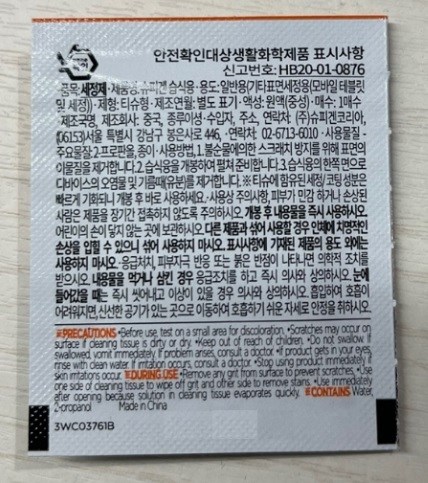 안전확인대상생활화학제품 표시사항
신고번호: HB20-01-0876
품목: 세정제 · 제품명: 슈피겐 습식용 · 용도: 일반용(기타표면세정용(모바일 테블릿
및 세정)) · 제형: 티슈형 · 제조연월: 별도 표기 · 액성: 원액(중성) · 매수: 1매수
· 제조국명, 제조회사: 중국, 종루이성 · 수입자, 주소, 연락처: (주)슈피겐코리아,
(06153)서울 특별시 강남구 봉은사로 446, · 연락처: 02-6713-6010 · 사용물질 -
주요물질: 2-프로판올, 종이 · 사용방법, 1.불순물에의한 스크래치 방지를 위해 표면의
이물질을 제거합니다. 2.습식용을 개봉하여 펼쳐 준비합니다. 3.습식용의 한쪽 면으로
디바이스의 오염물 및 기름때(유분)를 제거합니다. ※티슈에 함유된 세정/코팅 성분은
빠르게 기화되니 개봉 후 바로 사용하세요. · 사용상 주의사항, 피부가 민감 하거나 손상된
사람은 제품을 장기간 접촉하지 않도록 주의하시오 개봉 후 내용물을 즉시 사용하시오.
어린이의 손이 닿지 않는 곳에 보관하시오. 다른 제품과 섞어 사용할 경우 인체에 치명적인
손상을 입힐 수 있으니 섞어 사용하지 마시오. 표시사항에 기재된 제품의 용도 외에는
사용하지 마시오 - 응급처치, 피부자극 반응 또는 붉은 반점이 나타나면 의학적 조치를
받으시오. 내용물을 먹거나 삼킨 경우 응급조치를 하고 즉시 의사와 상의하시오. 눈에
들어갔을 때는 즉시 씻어내고 이상이 있을 경우 의사와 상의하시오 흡입하여 호흡이
어려워지면, 신선한 공기가 있는 곳으로 이동하여 호흡하기 쉬운 자세로 안정을 취하시오
※PRECAUTIONS •Before use, test on a small area for discoloration. •Scratches may occur on
surface if cleaning tissue is dirty or dry. •Keep out of reach of children. •Do not swallow. If
swallowed, vomit immediately. If problem arises, consult a doctor. •If product gets in your eyes,
rinse with clean water. If irritation occurs, consult a doctor. •Stop using product immediately if
skin irritations occur. ※DURING USE •Remove any grit from surface to prevent scratches. •Use
one side of cleaning tissue to wipe off grit and other side to remove stains. •Use immediately
after opening because solution in cleaning tissue evaporates quickly. ※CONTAINS Water,
2-propanol Made in China
3WC03761B